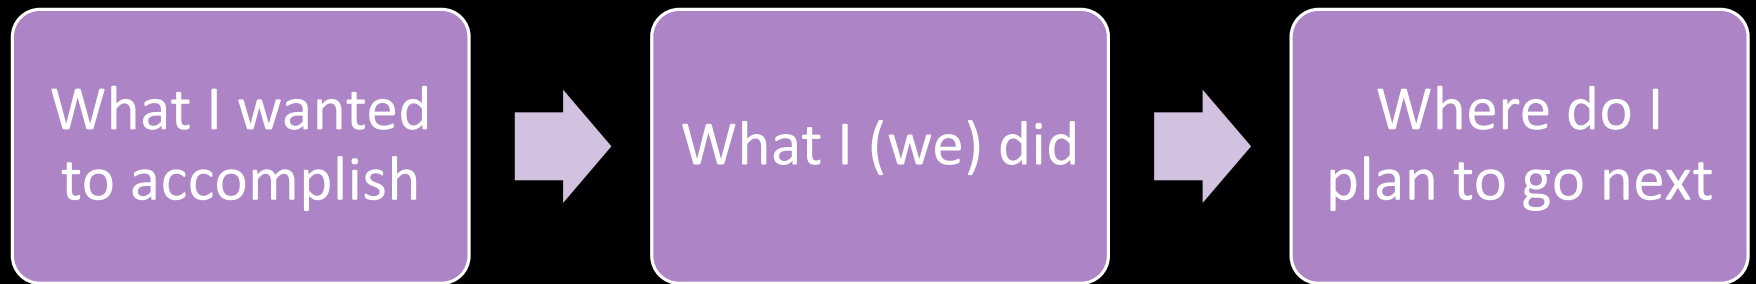 What I wanted
to accomplish
What I (we) did
Where do I
plan to go next